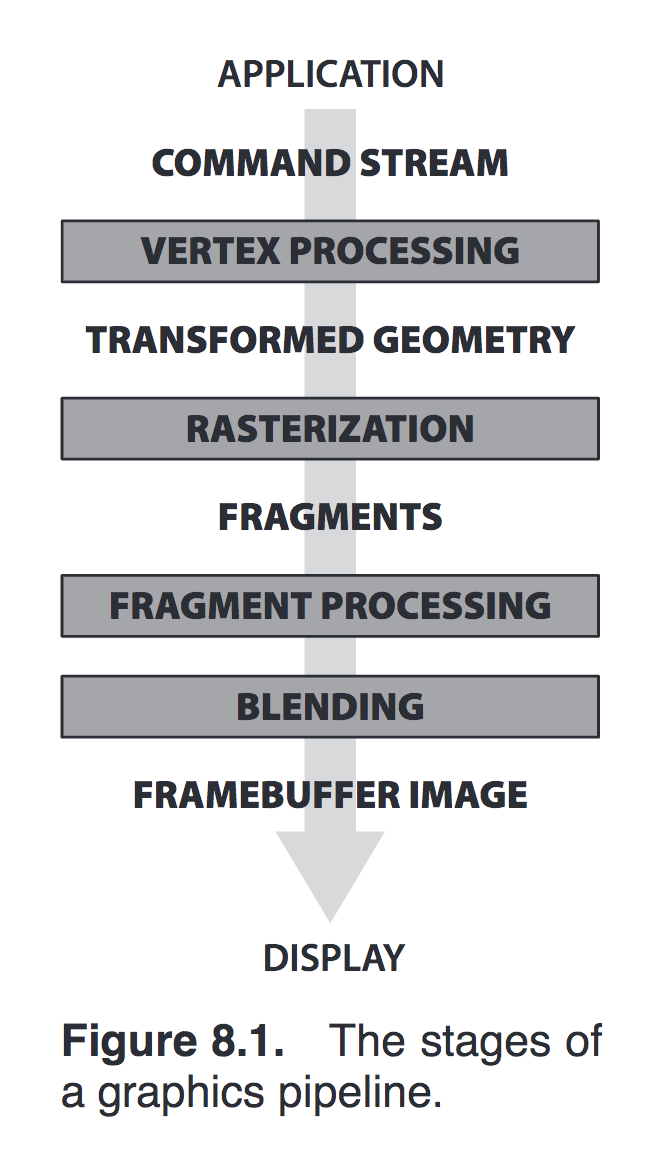 APPLICATION
COMMAND STREAM
VERTEX PROCESSING
TRANSFORMED GEOMETRY
RASTERIZATION
FRAGMENTS
FRAGMENT PROCESSING
BLENDING
FRAMEBUFFER IMAGE
DISPLAY
Figure 8.1. The stages of
a graphics pipeline.